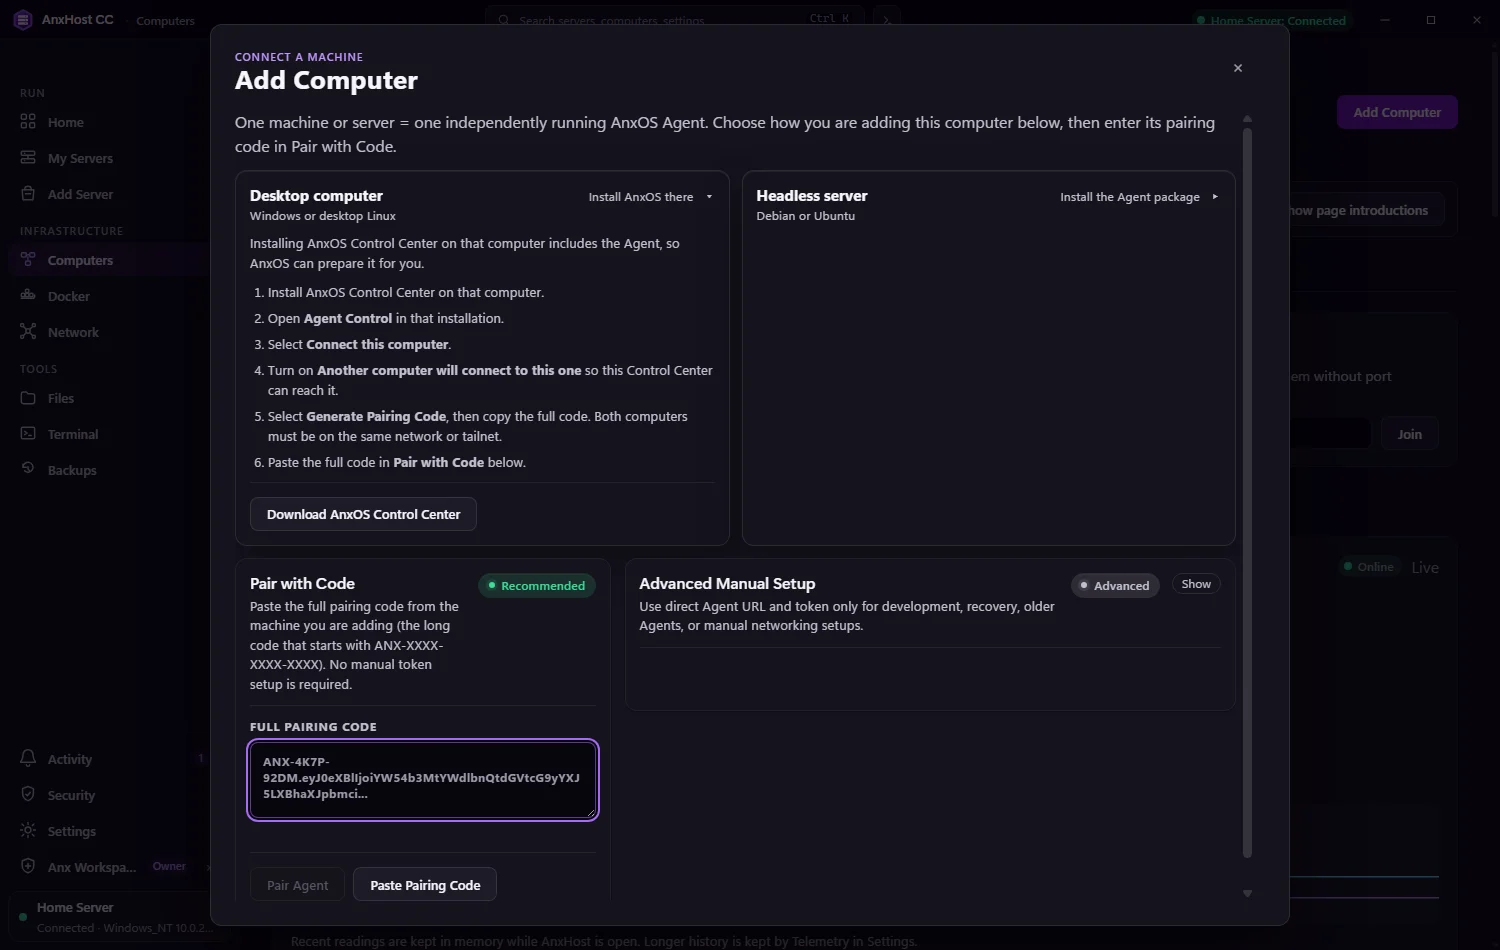 AnxHost CC · Computers
Search servers, computers, settings
Ctrl K
Home Server: Connected
RUN
Home
My Servers
Add Server
INFRASTRUCTURE
Computers
Docker
Network
TOOLS
Files
Terminal
Backups
Activity
1
Security
Settings
Anx Workspa...
Owner
Home Server
Connected · Windows_NT 10.0.2...
CONNECT A MACHINE
Add Computer
One machine or server = one independently running AnxOS Agent. Choose how you are adding this computer below, then enter its pairing
code in Pair with Code.
Desktop computer
Install AnxOS there
Windows or desktop Linux
Installing AnxOS Control Center on that computer includes the Agent, so
AnxOS can prepare it for you.
1. Install AnxOS Control Center on that computer.
2. Open Agent Control in that installation.
3. Select Connect this computer.
4. Turn on Another computer will connect to this one so this Control Center
can reach it.
5. Select Generate Pairing Code, then copy the full code. Both computers
must be on the same network or tailnet.
6. Paste the full code in Pair with Code below.
Download AnxOS Control Center
Headless server
Install the Agent package
Debian or Ubuntu
Pair with Code
Recommended
Paste the full pairing code from the
machine you are adding (the long
code that starts with ANX-XXXX-
XXXX-XXXX). No manual token
setup is required.
FULL PAIRING CODE
ANX-4K7P-
92DM.eyJ0eXBlIjoiYW54b3MtYWdlbnQtdGVtcG9yYXJ
5LXBhaXJpbmci...
Pair Agent
Paste Pairing Code
Advanced Manual Setup
Advanced
Show
Use direct Agent URL and token only for development, recovery, older
Agents, or manual networking setups.
Add Computer
how page introductions
em without port
Join
Online
Live
Recent readings are kept in memory while AnxHost is open. Longer history is kept by Telemetry in Settings.